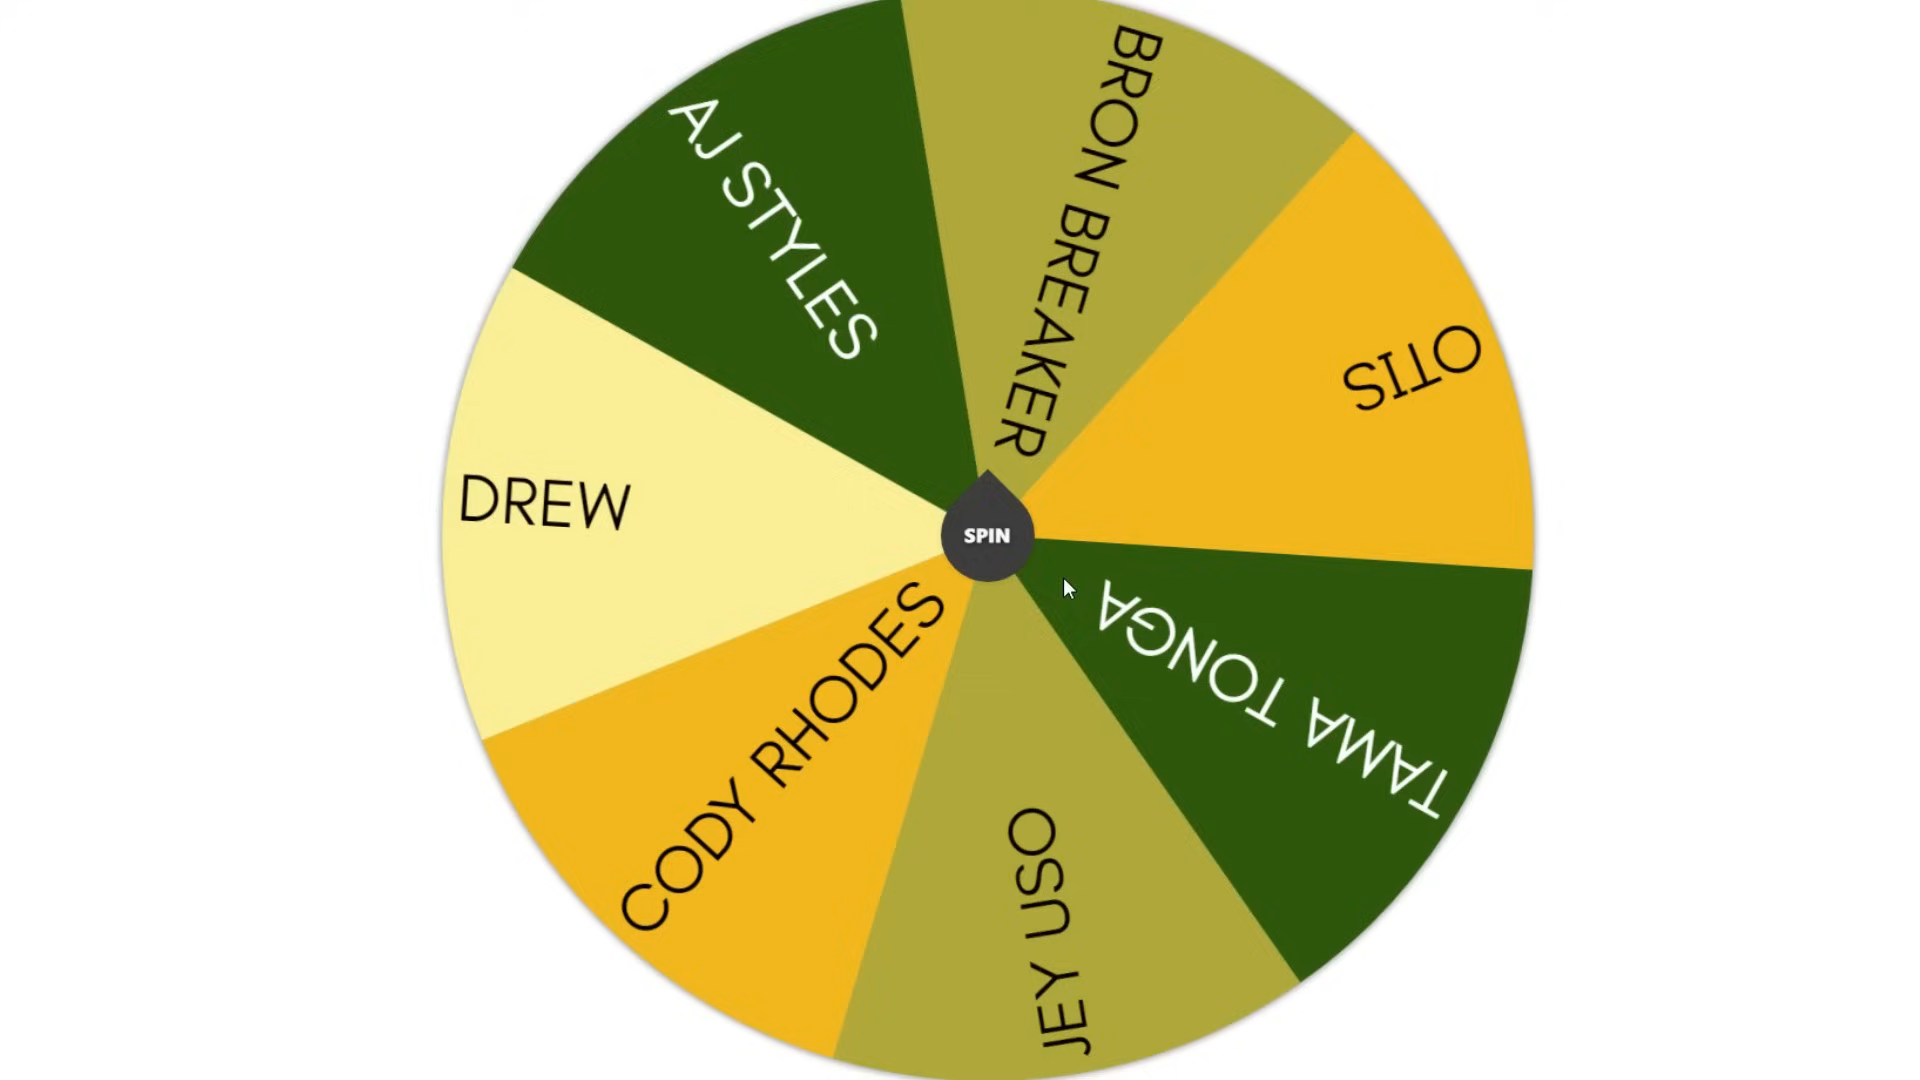 BRON BREAKER
OTIS
TAMA TONGA
JEY USO
CODY RHODES
DREW
AJ STYLES
SPIN